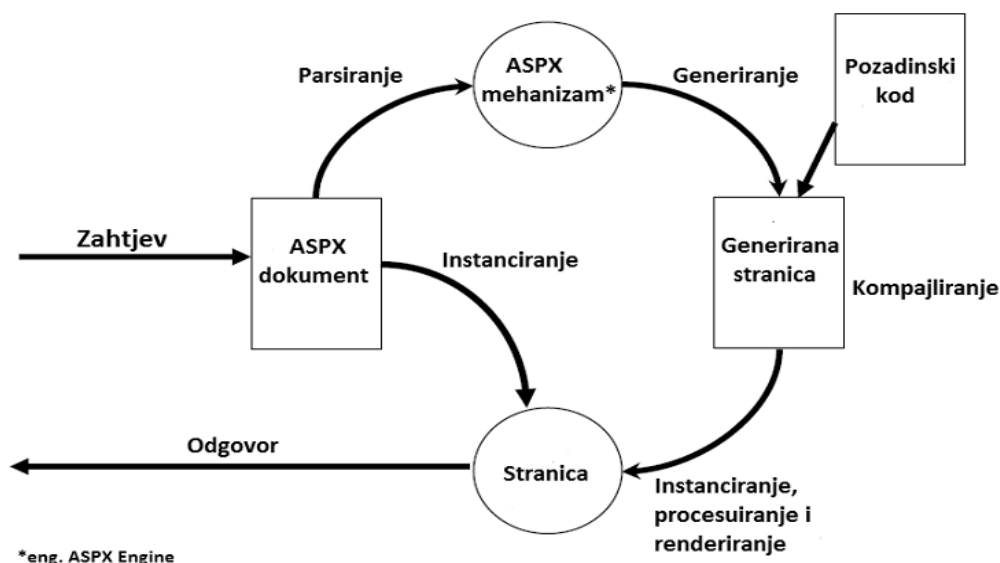 Parsiranje
ASPX
mehanizam*
Generiranje
Pozadinski
kod
Zahtjev
ASPX
dokument
Instanciranje
Generirana
stranica
Kompajliranje
Odgovor
Stranica
Instanciranje,
procesuiranje i
renderiranje
*eng. ASPX Engine